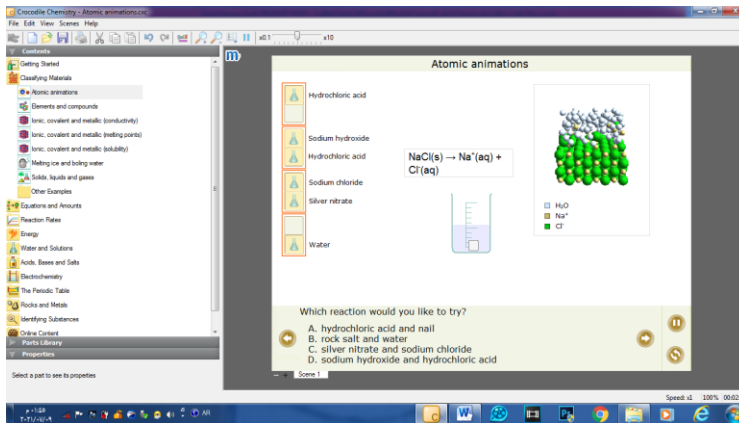 Crocodile Chemistry - Atomic animations.cxc
File Edit View Scenes Help
x0.1 x10
Contents
Getting Started
Classifying Materials
Atomic animations
Elements and compounds
Ionic, covalent and metallic (conductivity)
Ionic, covalent and metallic (melting points)
Ionic, covalent and metallic (solubility)
Melting ice and boiling water
Solids, liquids and gases
Other Examples
Equations and Amounts
Reaction Rates
Energy
Water and Solutions
Acids, Bases and Salts
Electrochemistry
The Periodic Table
Rocks and Metals
Identifying Substances
Online Content
Parts Library
Properties
Select a part to see its properties
m
Atomic animations
Hydrochloric acid
Sodium hydroxide
Hydrochloric acid
Sodium chloride
Silver nitrate
Water
NaCl(s) → Na⁺(aq) +
Cl⁻(aq)
H₂O
Na⁺
Cl⁻
Which reaction would you like to try?
A. hydrochloric acid and nail
B. rock salt and water
C. silver nitrate and sodium chloride
D. sodium hydroxide and hydrochloric acid
Scene 1
Speed: x1 100% 00:02
AR